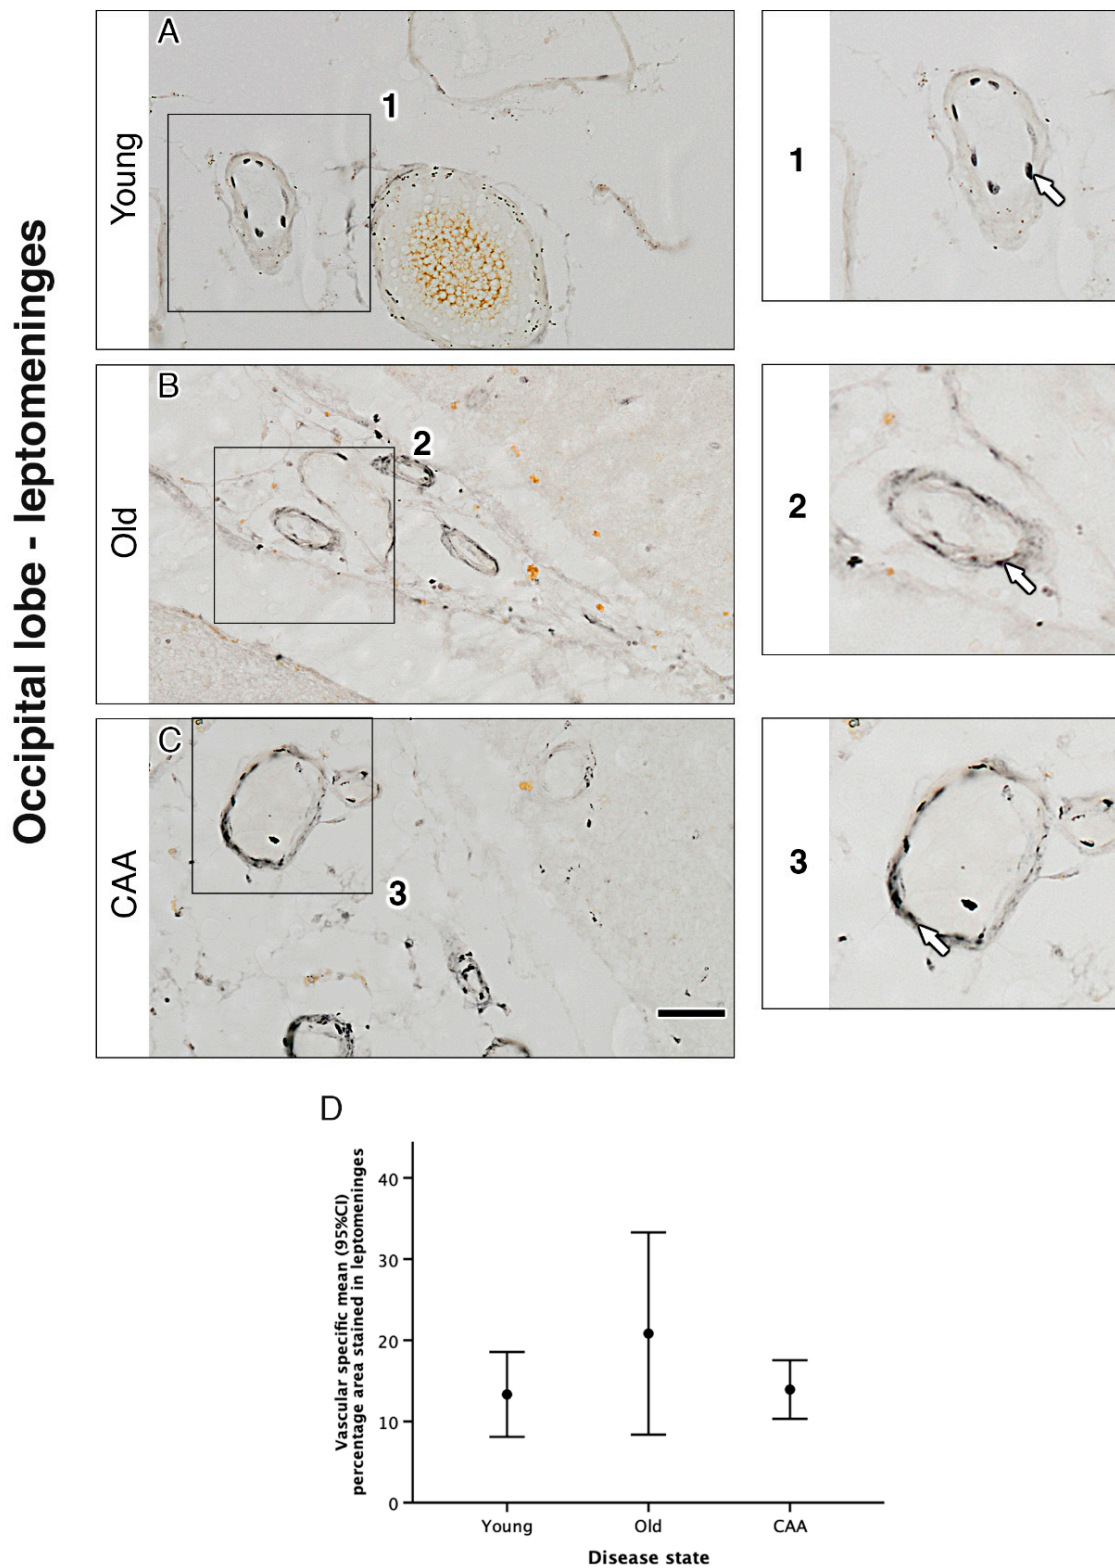 Occipital lobe - leptomeninges
A
Young
1
1
B
Old
2
2
C
CAA
3
3
D
Vascular specific mean (95%CI)
percentage area stained in leptomeninges
40
30
20
10
0
Young Old CAA
Disease state